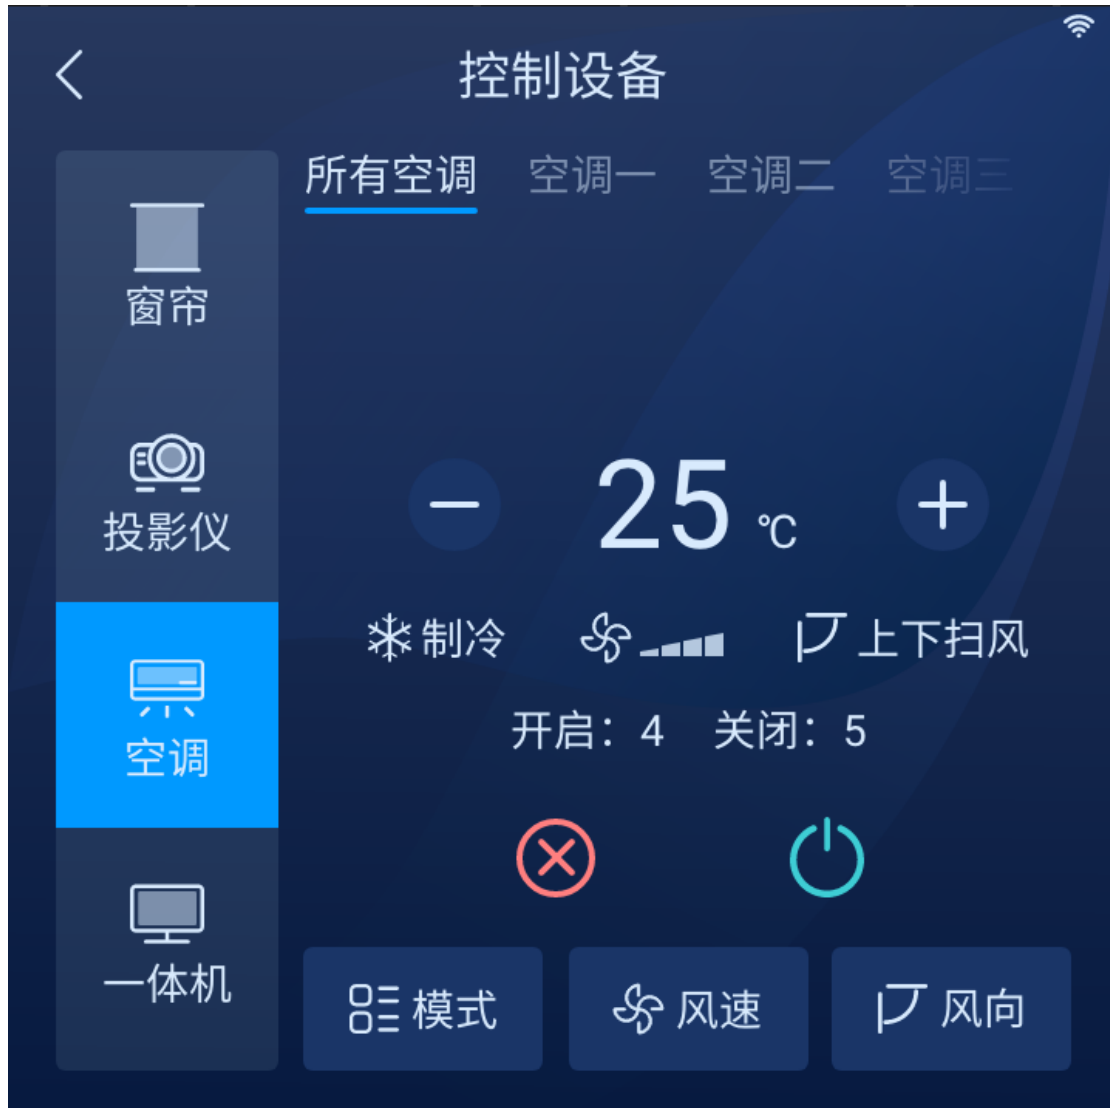 控制设备
所有空调 空调一 空调二 空调三
窗帘
投影仪
空调
一体机
25 ℃
制冷 上下扫风
开启：4 关闭：5
模式 风速 风向